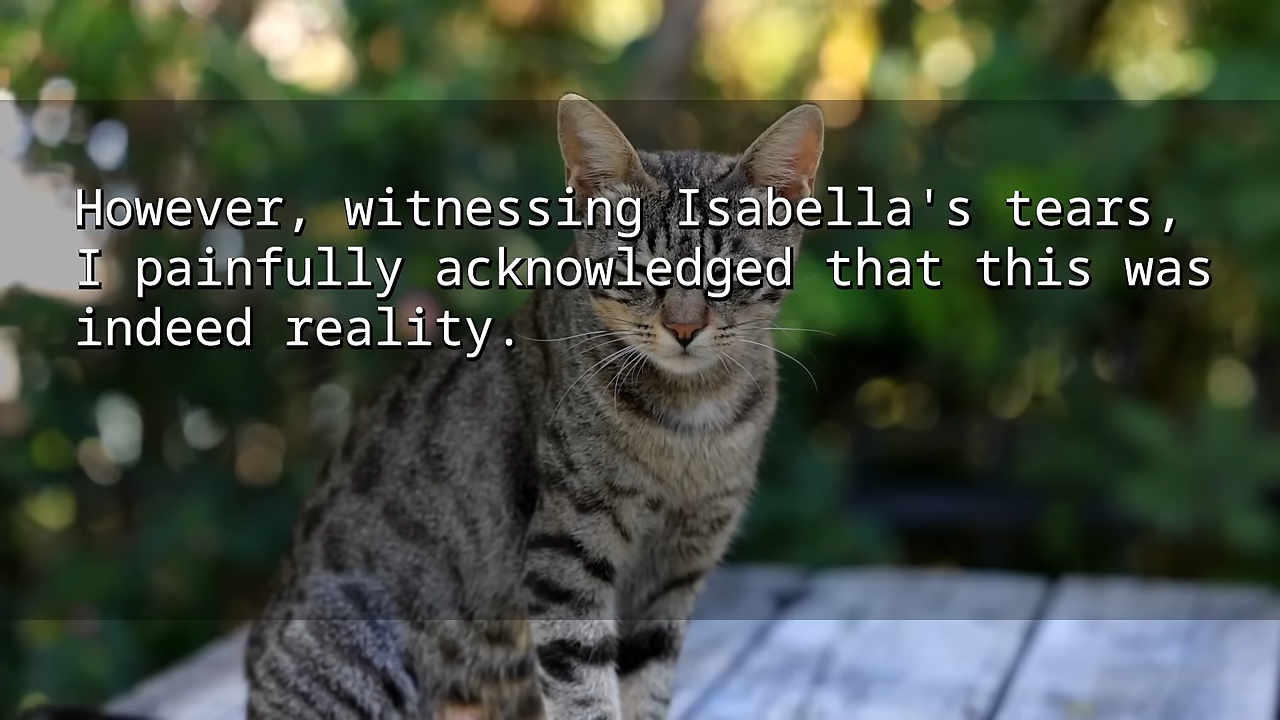 However, witnessing Isabella's tears,
I painfully acknowledged that this was
indeed reality.